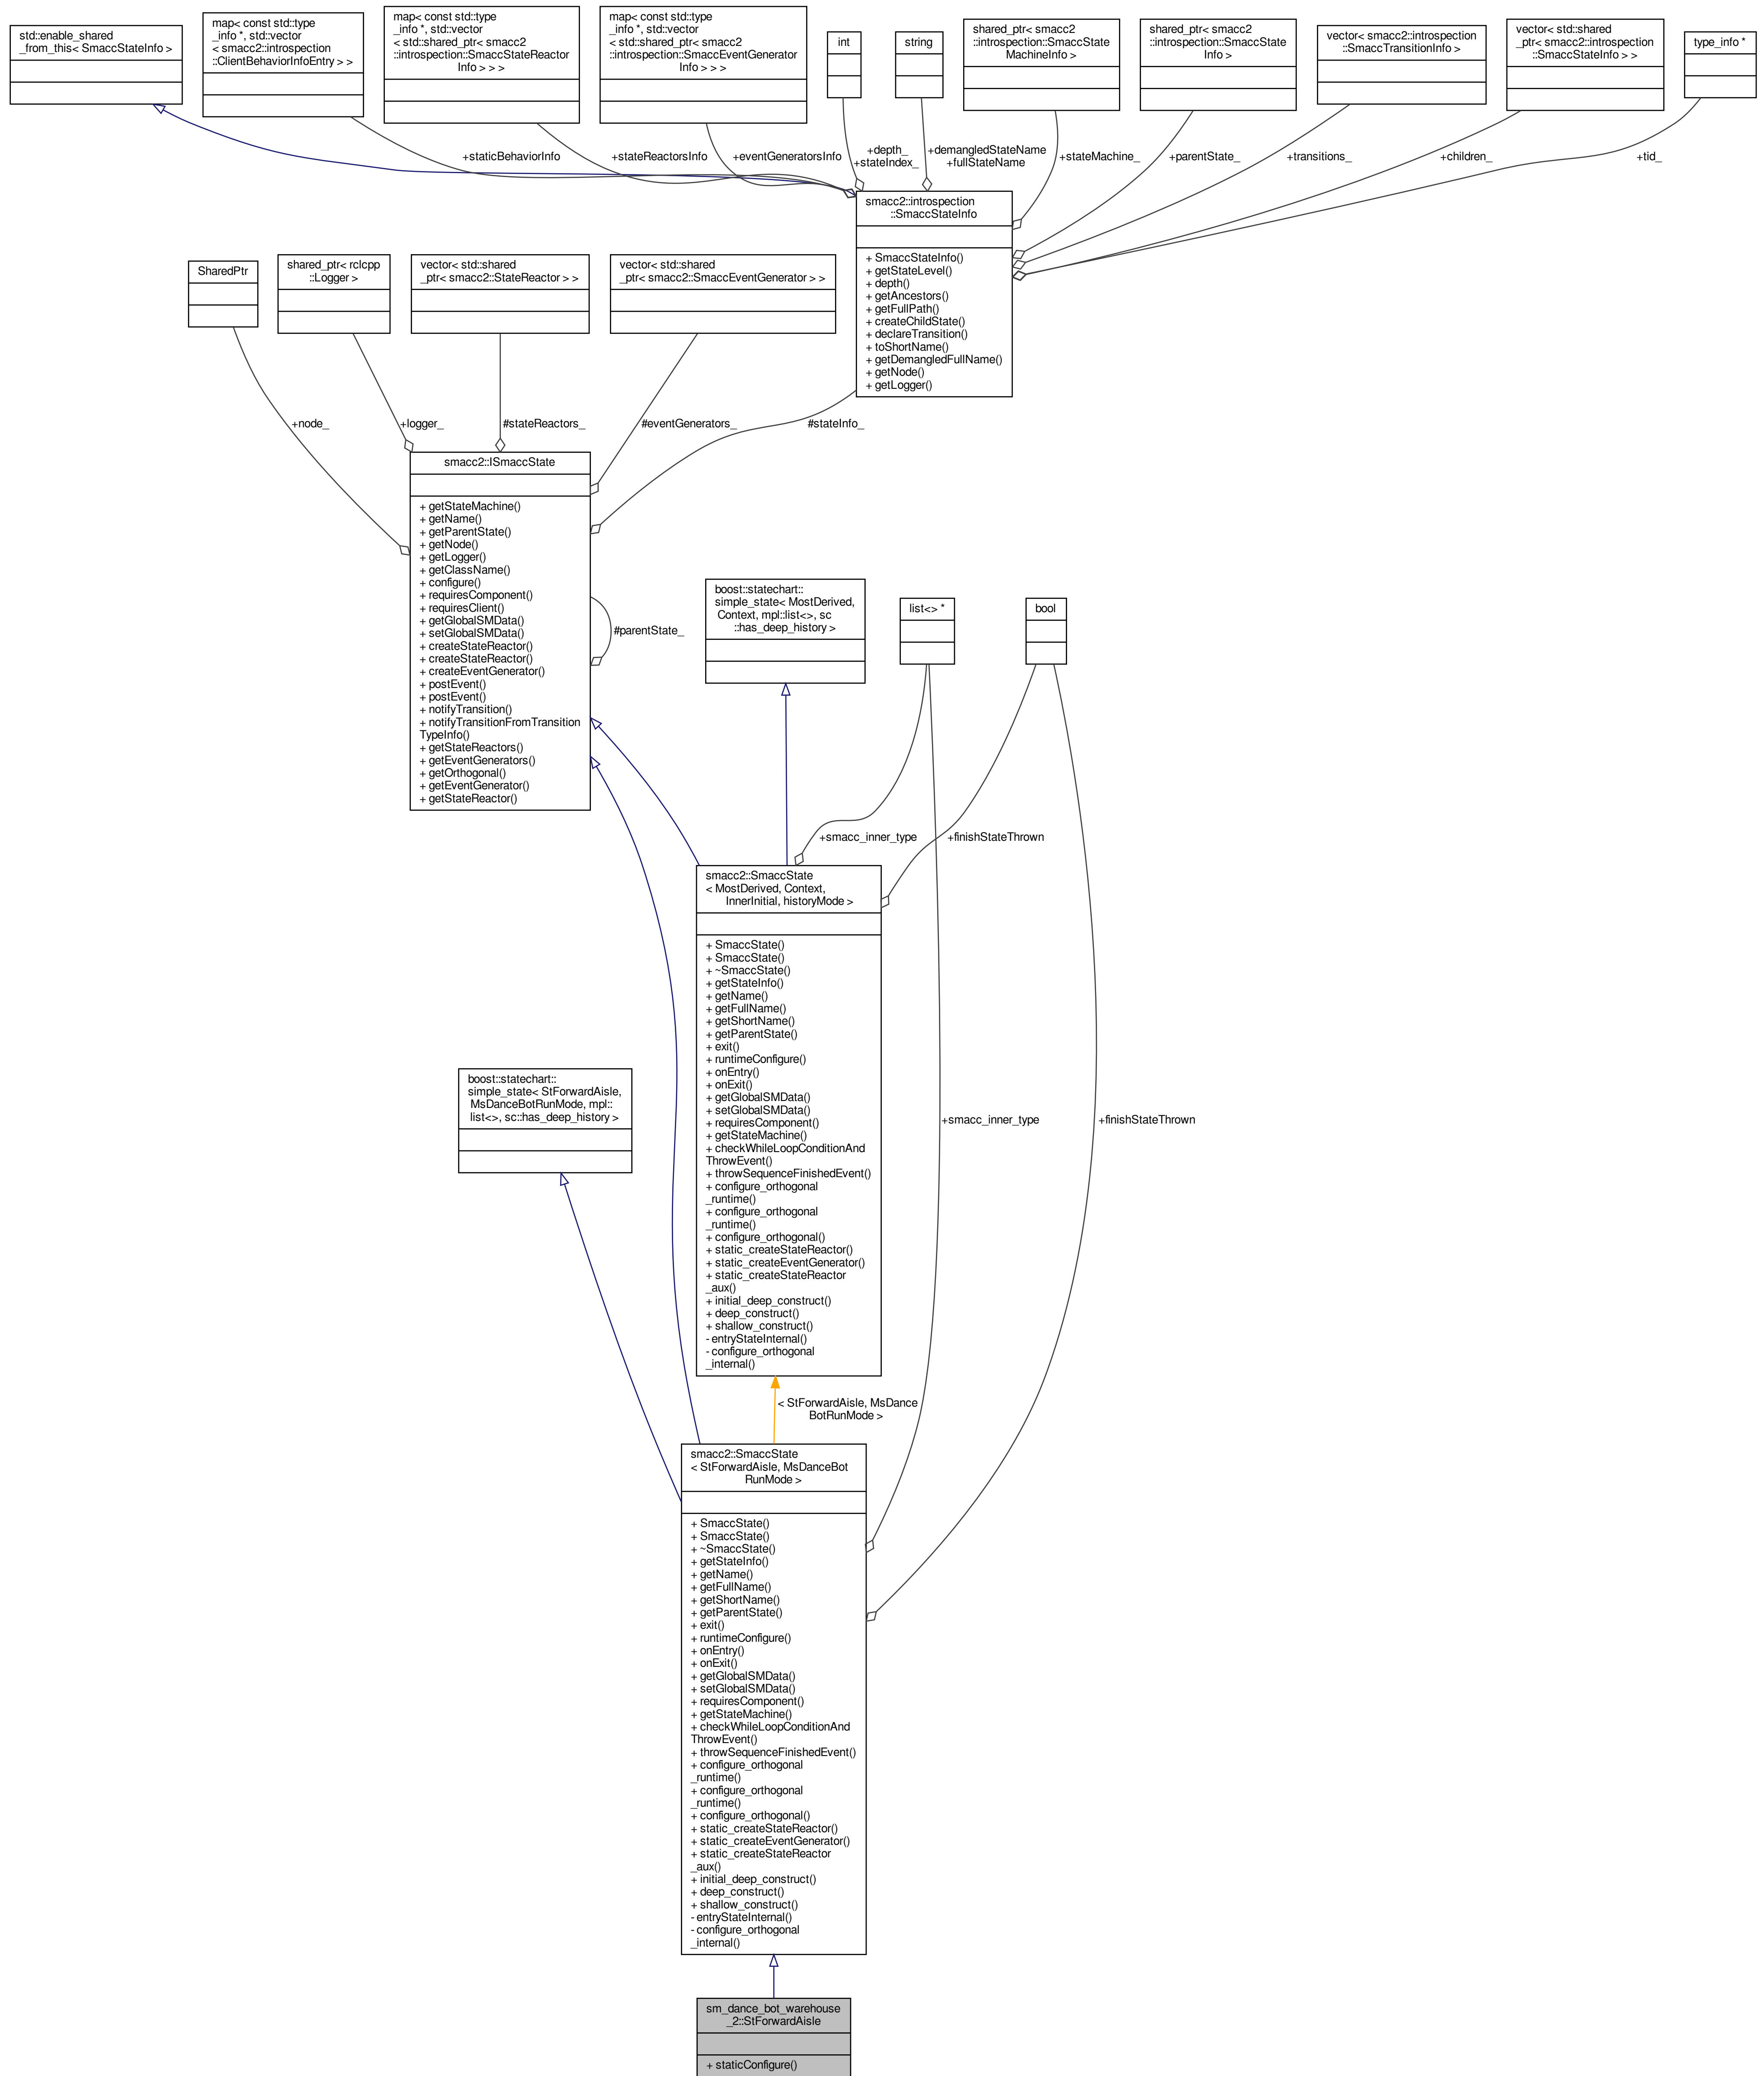 std::enable_shared
_from_this< SmaccStateInfo >
map< const std::type
_info *, std::vector
< smacc2::introspection
::ClientBehaviorInfoEntry > >
map< const std::type
_info *, std::vector
< std::shared_ptr< smacc2
::introspection::SmaccStateReactor
Info > > >
map< const std::type
_info *, std::vector
< std::shared_ptr< smacc2
::introspection::SmaccEventGenerator
Info > > >
int
string
shared_ptr< smacc2
::introspection::SmaccState
MachineInfo >
shared_ptr< smacc2
::introspection::SmaccState
Info >
vector< smacc2::introspection
::SmaccTransitionInfo >
vector< std::shared
_ptr< smacc2::introspection
::SmaccStateInfo > >
type_info *
+staticBehaviorInfo
+stateReactorsInfo
+eventGeneratorsInfo
+depth_
+stateIndex_
+demangledStateName
+fullStateName
+stateMachine_
+parentState_
+transitions_
+children_
+tid_
smacc2::introspection
::SmaccStateInfo
+ SmaccStateInfo()
+ getStateLevel()
+ depth()
+ getAncestors()
+ getFullPath()
+ createChildState()
+ declareTransition()
+ toShortName()
+ getDemangledFullName()
+ getNode()
+ getLogger()
SharedPtr
shared_ptr< rclcpp
::Logger >
vector< std::shared
_ptr< smacc2::StateReactor > >
vector< std::shared
_ptr< smacc2::SmaccEventGenerator > >
+node_
+logger_
#stateReactors_
#eventGenerators_
#stateInfo_
smacc2::ISmaccState
+ getStateMachine()
+ getName()
+ getParentState()
+ getNode()
+ getLogger()
+ getClassName()
+ configure()
+ requiresComponent()
+ requiresClient()
+ getGlobalSMData()
+ setGlobalSMData()
+ createStateReactor()
+ createStateReactor()
+ createEventGenerator()
+ postEvent()
+ postEvent()
+ notifyTransition()
+ notifyTransitionFromTransition
TypeInfo()
+ getStateReactors()
+ getEventGenerators()
+ getOrthogonal()
+ getEventGenerator()
+ getStateReactor()
#parentState_
boost::statechart::
simple_state< MostDerived,
Context, mpl::list<>, sc
::has_deep_history >
list<> *
bool
+smacc_inner_type
+finishStateThrown
smacc2::SmaccState
< MostDerived, Context,
InnerInitial, historyMode >
+ SmaccState()
+ SmaccState()
+ ~SmaccState()
+ getStateInfo()
+ getName()
+ getFullName()
+ getShortName()
+ getParentState()
+ exit()
+ runtimeConfigure()
+ onEntry()
+ onExit()
+ getGlobalSMData()
+ setGlobalSMData()
+ requiresComponent()
+ getStateMachine()
+ checkWhileLoopConditionAnd
ThrowEvent()
+ throwSequenceFinishedEvent()
+ configure_orthogonal
_runtime()
+ configure_orthogonal
_runtime()
+ configure_orthogonal()
+ static_createStateReactor()
+ static_createEventGenerator()
+ static_createStateReactor
_aux()
+ initial_deep_construct()
+ deep_construct()
+ shallow_construct()
- entryStateInternal()
- configure_orthogonal
_internal()
boost::statechart::
simple_state< StForwardAisle,
MsDanceBotRunMode, mpl::
list<>, sc::has_deep_history >
+smacc_inner_type
+finishStateThrown
< StForwardAisle, MsDance
BotRunMode >
smacc2::SmaccState
< StForwardAisle, MsDanceBot
RunMode >
+ SmaccState()
+ SmaccState()
+ ~SmaccState()
+ getStateInfo()
+ getName()
+ getFullName()
+ getShortName()
+ getParentState()
+ exit()
+ runtimeConfigure()
+ onEntry()
+ onExit()
+ getGlobalSMData()
+ setGlobalSMData()
+ requiresComponent()
+ getStateMachine()
+ checkWhileLoopConditionAnd
ThrowEvent()
+ throwSequenceFinishedEvent()
+ configure_orthogonal
_runtime()
+ configure_orthogonal
_runtime()
+ configure_orthogonal()
+ static_createStateReactor()
+ static_createEventGenerator()
+ static_createStateReactor
_aux()
+ initial_deep_construct()
+ deep_construct()
+ shallow_construct()
- entryStateInternal()
- configure_orthogonal
_internal()
sm_dance_bot_warehouse
_2::StForwardAisle
+ staticConfigure()